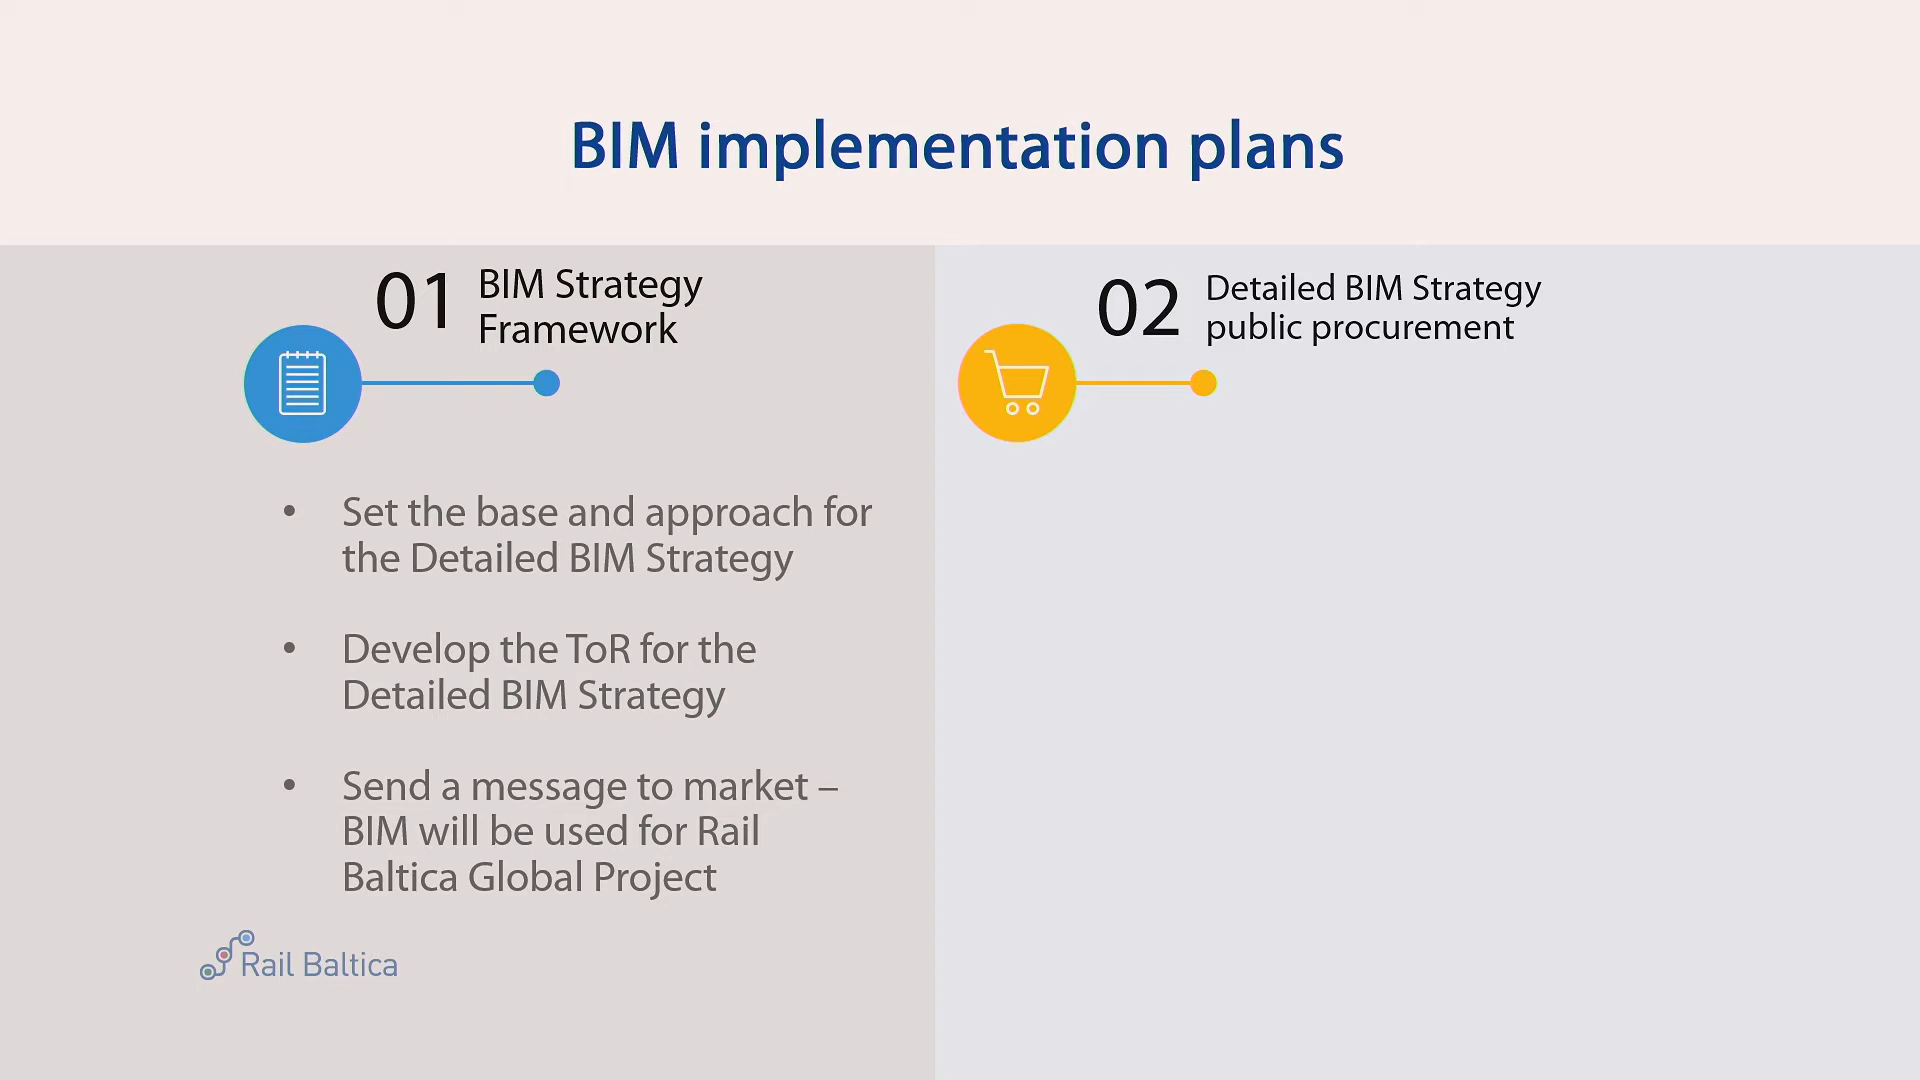 BIM implementation plans
01 BIM Strategy
Framework
• Set the base and approach for
the Detailed BIM Strategy
• Develop the ToR for the
Detailed BIM Strategy
• Send a message to market –
BIM will be used for Rail
Baltica Global Project
Rail Baltica
02 Detailed BIM Strategy
public procurement